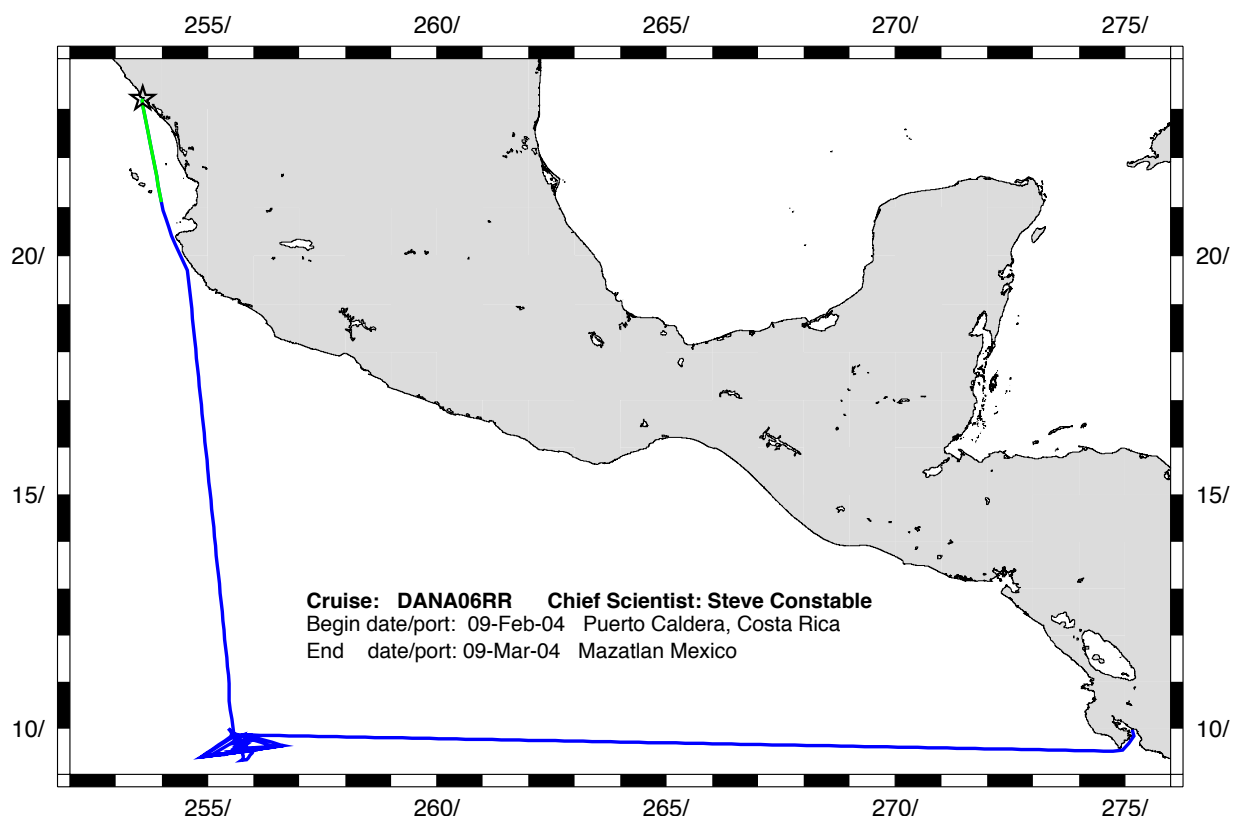 255/ 260/ 265/ 270/ 275/
20/ 20/
15/ 15/
Cruise: DANA06RR Chief Scientist: Steve Constable
Begin date/port: 09-Feb-04 Puerto Caldera, Costa Rica
End date/port: 09-Mar-04 Mazatlan Mexico
10/ 10/
255/ 260/ 265/ 270/ 275/